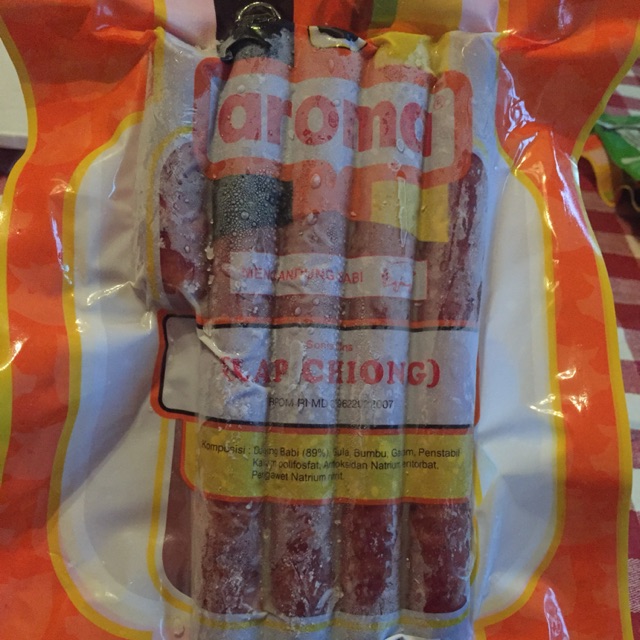 aroma
MENGANDUNG BABI
(LAP CHIONG)
BPOM RI MD
Komposisi : Daging Babi (89%), Gula, Bumbu, Garam, Penstabil
Kalium polifosfat, Antioksidan Natrium eritorbat,
Pengawet Natrium nitrit.